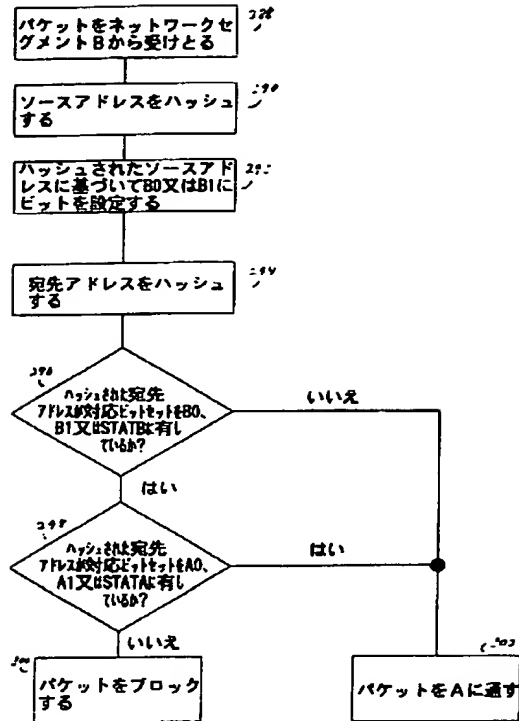 パケットをネットワークセ
グメントBから受けとる
ソースアドレスをハッシュ
する
ハッシュされたソースアド
レスに基づいてB0又はB1に
ビットを設定する
宛先アドレスをハッシュ
する
ハッシュされた宛先
アドレスが対応ビットセットをB0、
B1又はSTATBに有し
ているか?
いいえ
はい
ハッシュされた宛先
アドレスが対応ビットセットをA0、
A1又はSTATAに有し
ているか?
はい
いいえ
パケットをブロック
する
パケットをAに通す
294
298